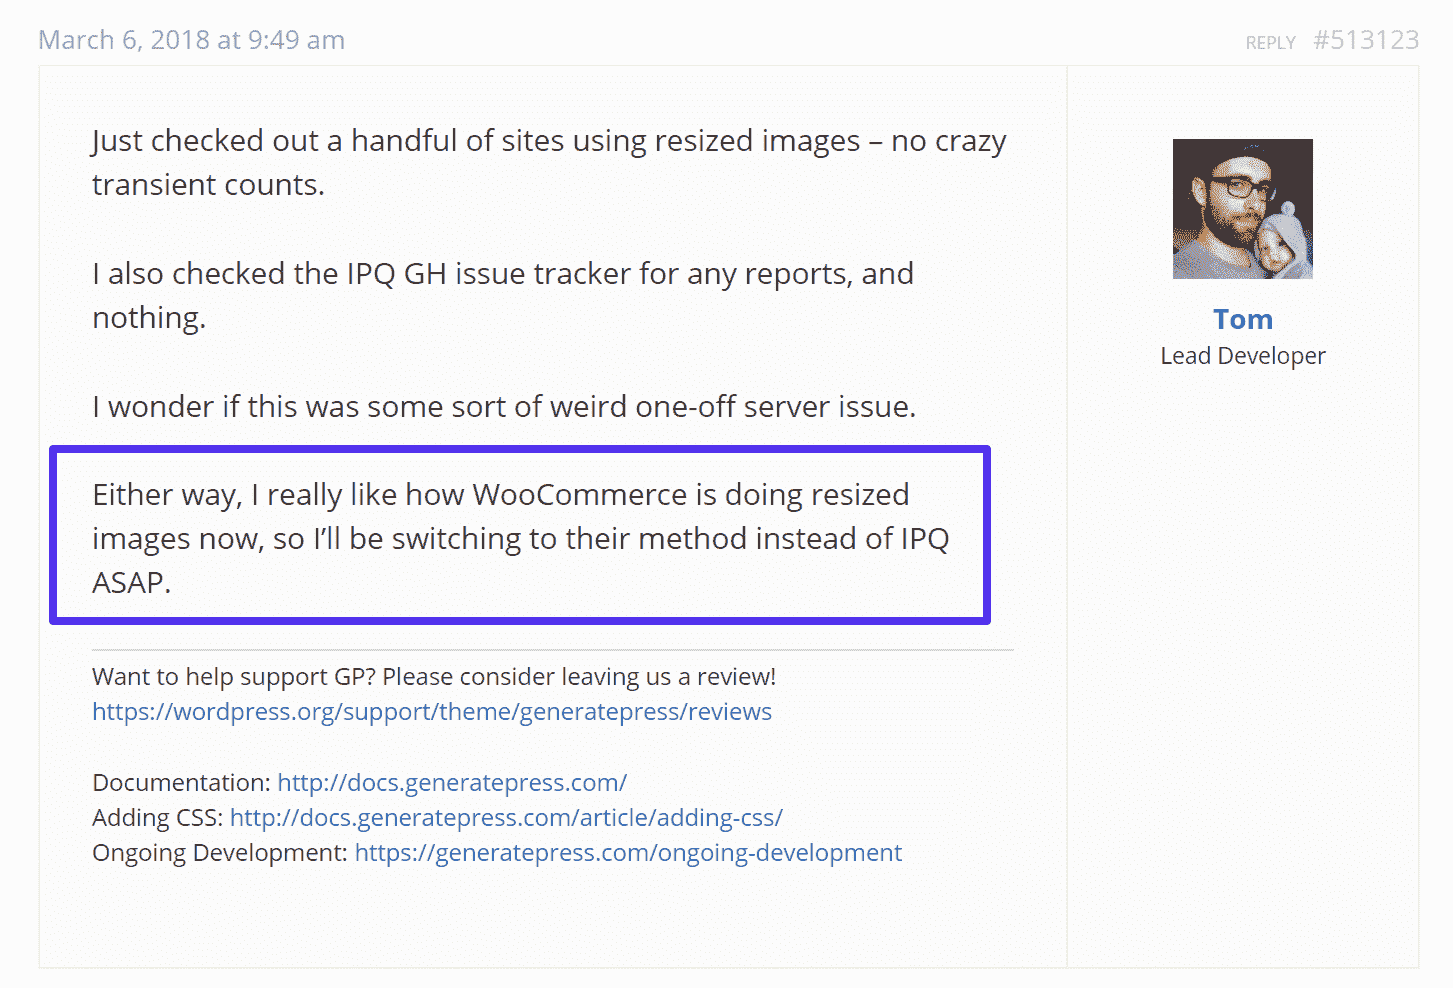 March 6, 2018 at 9:49 am
REPLY #513123
Just checked out a handful of sites using resized images – no crazy
transient counts.
I also checked the IPQ GH issue tracker for any reports, and
nothing.
I wonder if this was some sort of weird one-off server issue.
Either way, I really like how WooCommerce is doing resized
images now, so I’ll be switching to their method instead of IPQ
ASAP.
Want to help support GP? Please consider leaving us a review!
https://wordpress.org/support/theme/generatepress/reviews
Documentation: http://docs.generatepress.com/
Adding CSS: http://docs.generatepress.com/article/adding-css/
Ongoing Development: https://generatepress.com/ongoing-development
Tom
Lead Developer